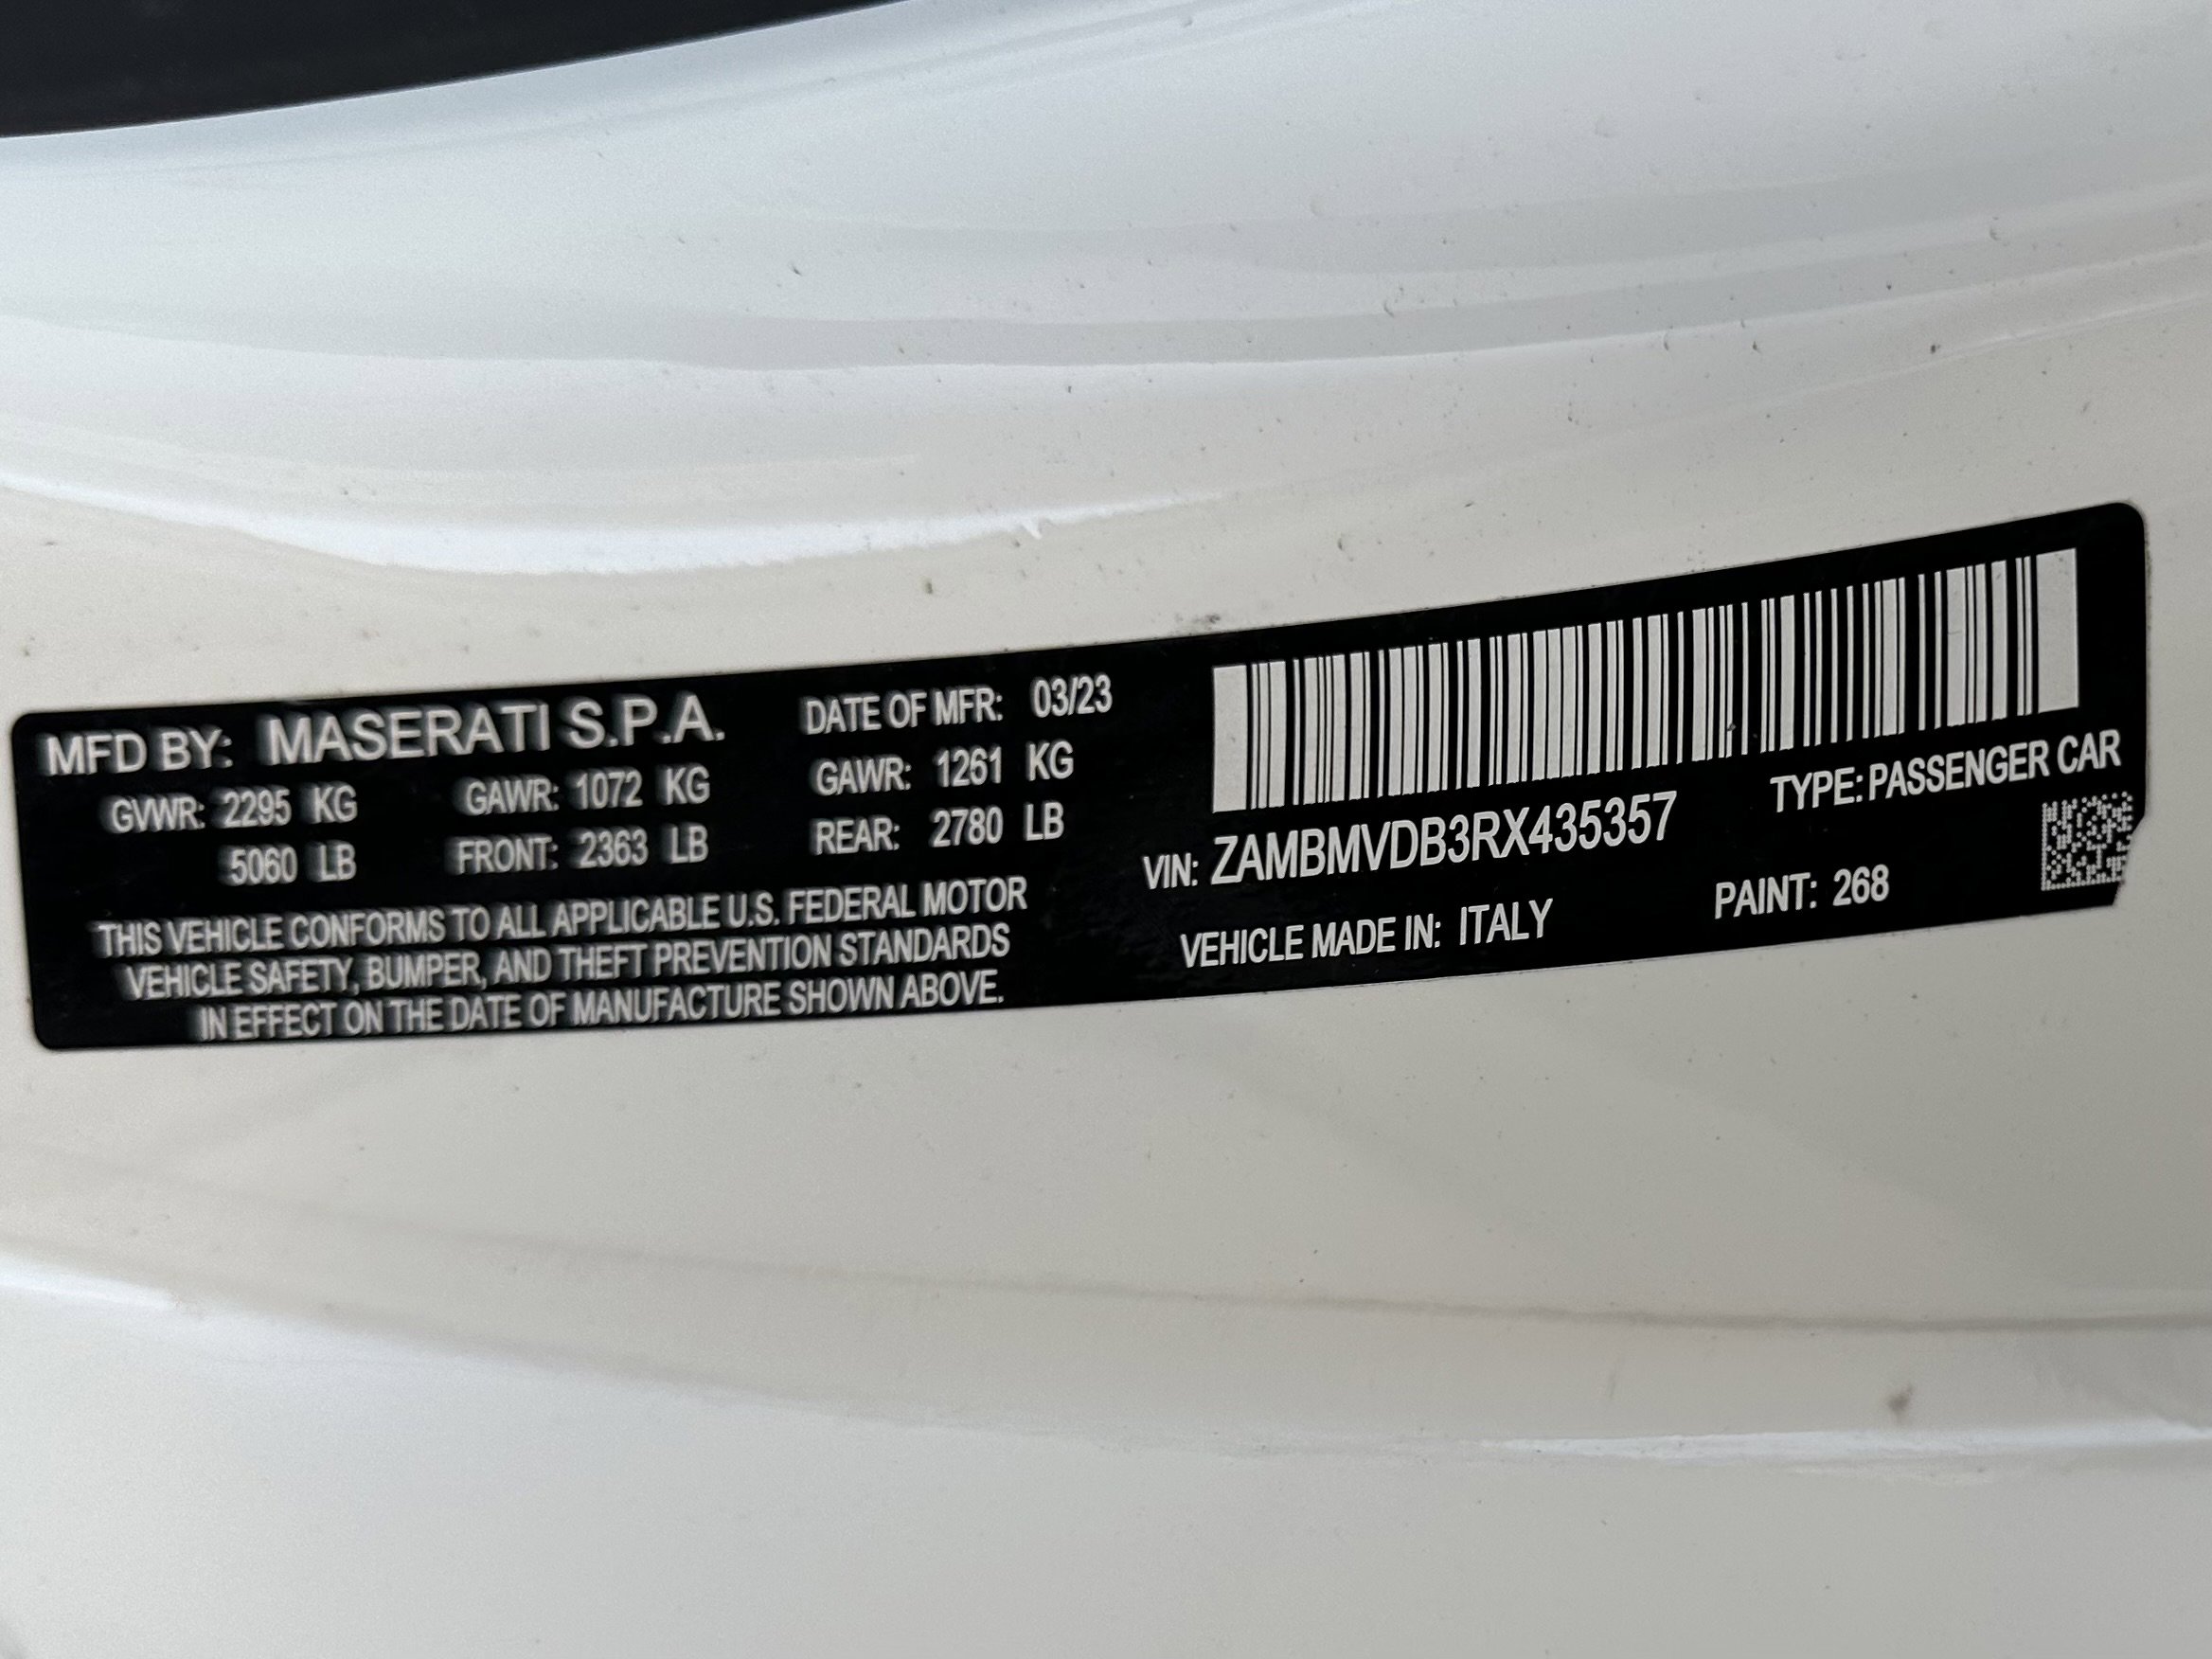 MFD BY: MASERATI S.P.A. DATE OF MFR: 03/23
GVWR: 2295 KG GAWR: 1072 KG GAWR: 1261 KG
5060 LB FRONT: 2363 LB REAR: 2780 LB
THIS VEHICLE CONFORMS TO ALL APPLICABLE U.S. FEDERAL MOTOR
VEHICLE SAFETY, BUMPER, AND THEFT PREVENTION STANDARDS
IN EFFECT ON THE DATE OF MANUFACTURE SHOWN ABOVE.
VIN: ZAMBMVDB3RX435357 TYPE: PASSENGER CAR
VEHICLE MADE IN: ITALY PAINT: 268